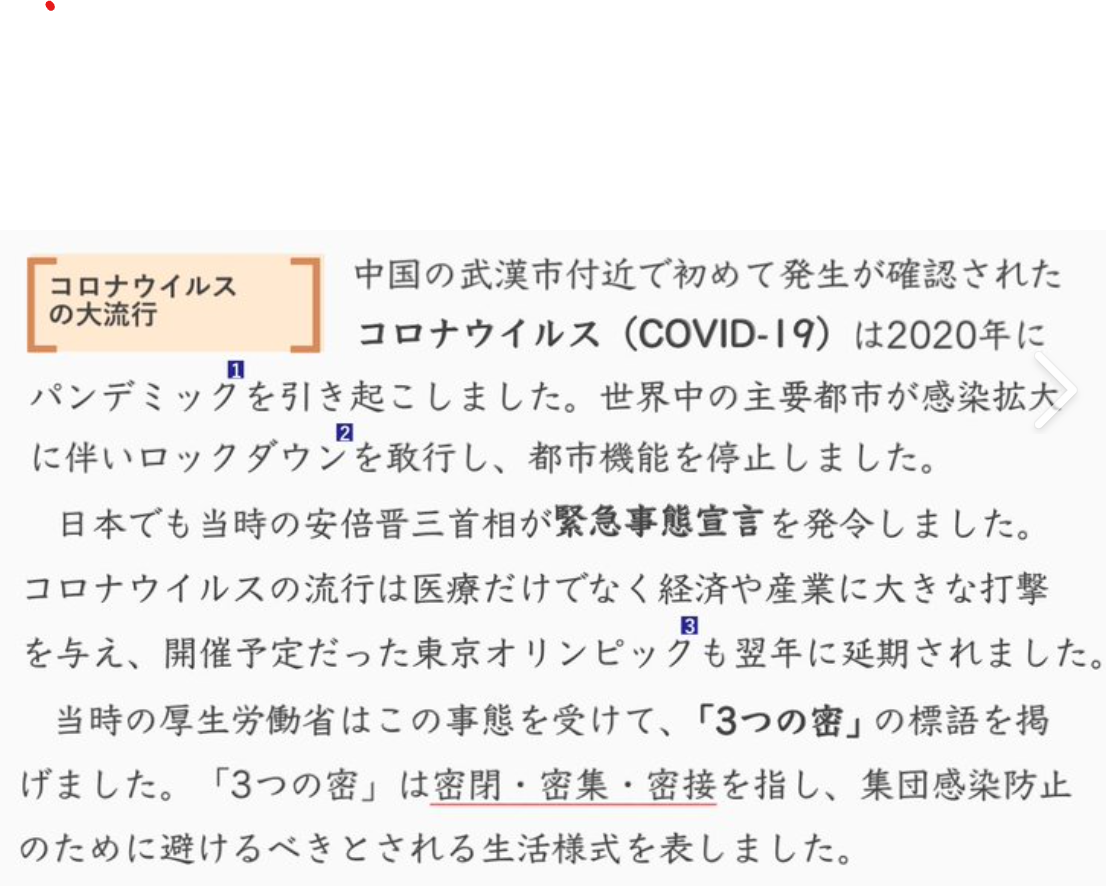 コロナウイルス
の大流行
中国の武漢市付近で初めて発生が確認された
コロナウイルス（COVID-19）は2020年に
パンデミック1を引き起こしました。世界中の主要都市が感染拡大
に伴いロックダウン2を敢行し、都市機能を停止しました。
日本でも当時の安倍晋三首相が緊急事態宣言を発令しました。
コロナウイルスの流行は医療だけでなく経済や産業に大きな打撃
を与え、開催予定だった東京オリンピック3も翌年に延期されました。
当時の厚生労働省はこの事態を受けて、「3つの密」の標語を掲
げました。「3つの密」は密閉・密集・密接を指し、集団感染防止
のために避けるべきとされる生活様式を表しました。